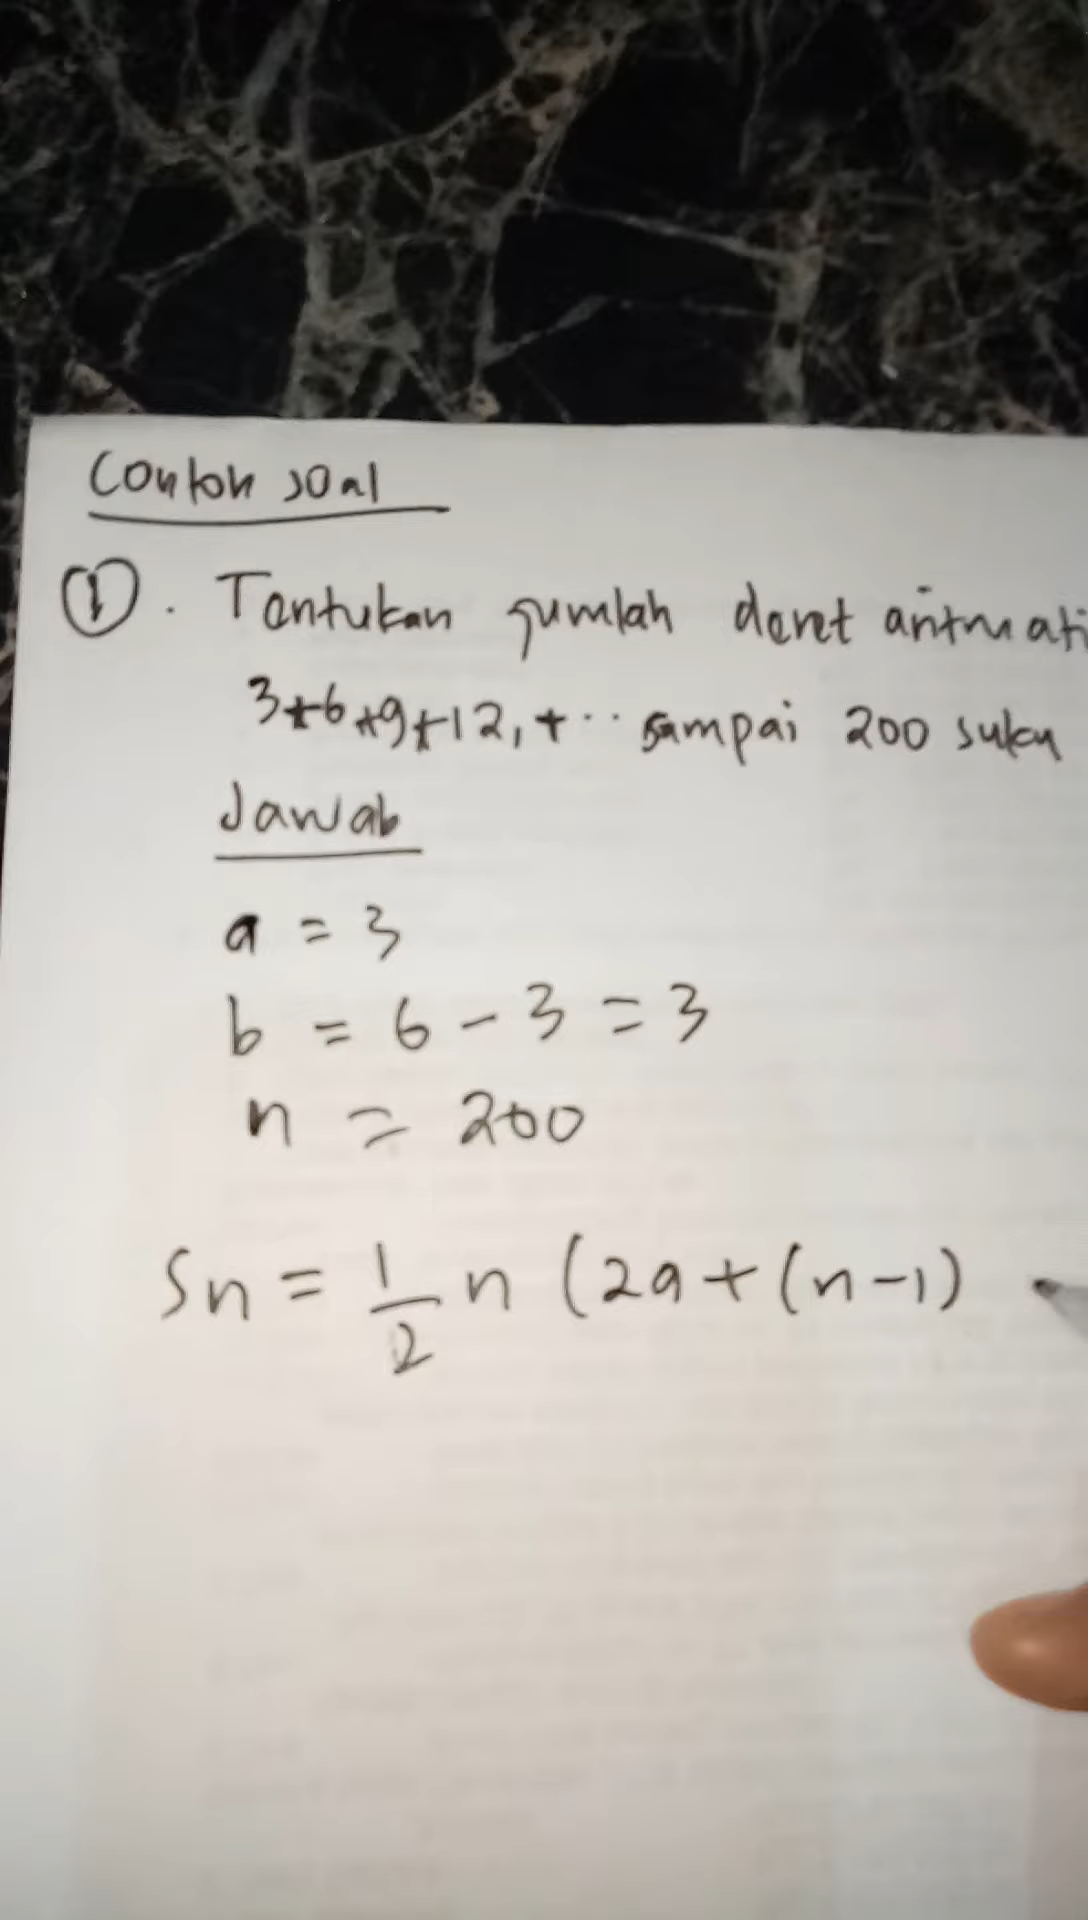 Contoh soal
①. Tentukan jumlah deret aritmati
3+6+9+12,+... sampai 200 suku
Jawab
a = 3
b = 6 - 3 = 3
n = 200
Sn = 1/2 n (2a+(n-1)